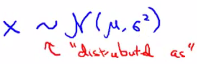 x ~ N(μ, σ²)
↑ "distributed as"